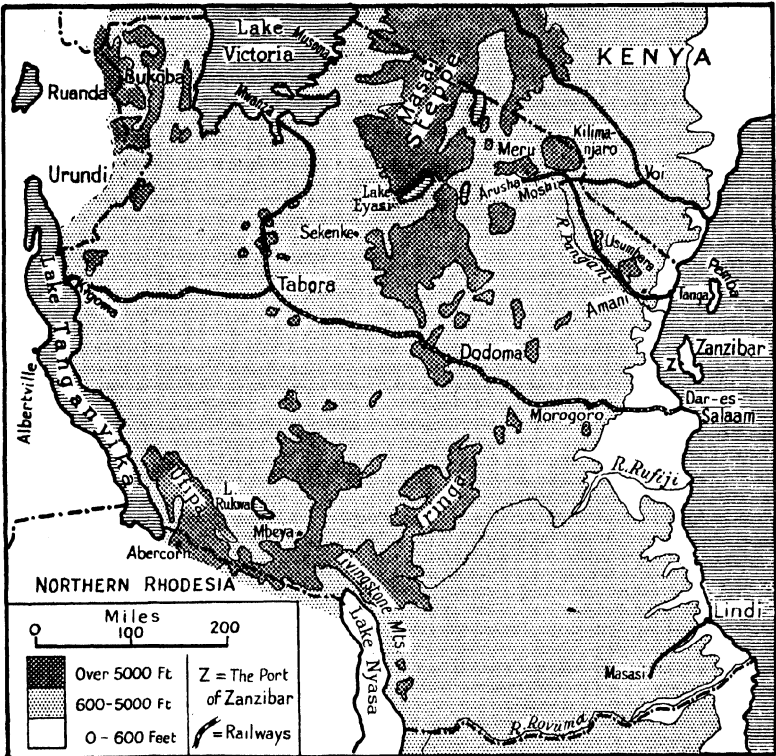 Lake
Victoria
Musoma
KENYA
Bukoba
Ruanda
Masai
Steppe
Mwanza
Kilima-
njaro
Meru
Urundi
Voi
Lake
Eyasi
Arusha
Moshi
Sekenke
R. Pangani
Usumbara
Pemba
Kigoma
Tabora
Tanga
Amani
Lake Tanganyika
Dodoma
Zanzibar
Z
Albertville
Dar-es-
Salaam
Morogoro
R. Rufiji
Ufipa
L
Rukwa
Irinda
Mbeya
Abercorn
Livingstone Mts.
NORTHERN RHODESIA
Lindi
Lake Nyasa
Masasi
R. Rovuma
Miles
0 100 200
Over 5000 Ft
600-5000 Ft
0-600 Feet
Z = The Port
of Zanzibar
= Railways